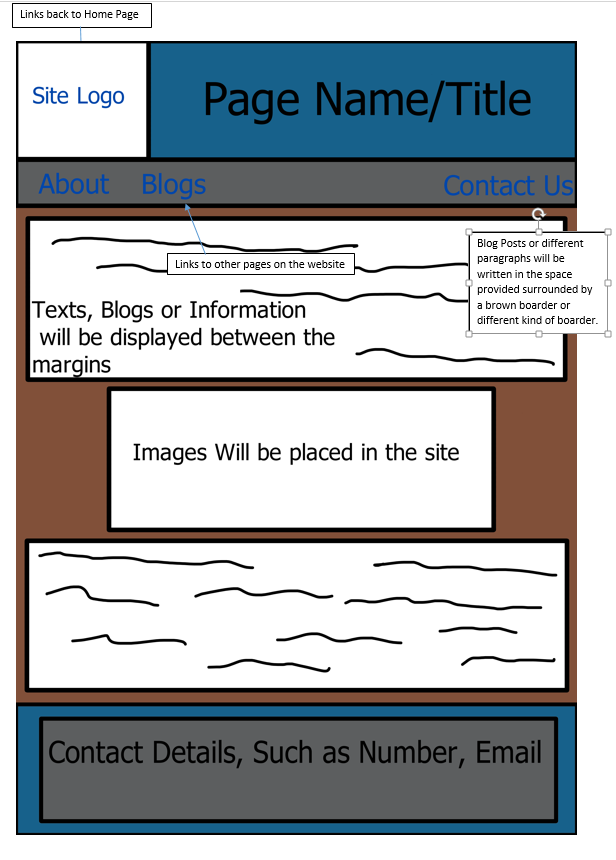 Links back to Home Page
Site Logo
Page Name/Title
About
Blogs
Contact Us
Blog Posts or different
paragraphs will be
written in the space
provided surrounded by
a brown boarder or
different kind of boarder.
Links to other pages on the website
Texts, Blogs or Information
will be displayed between the
margins
Images Will be placed in the site
Contact Details, Such as Number, Email